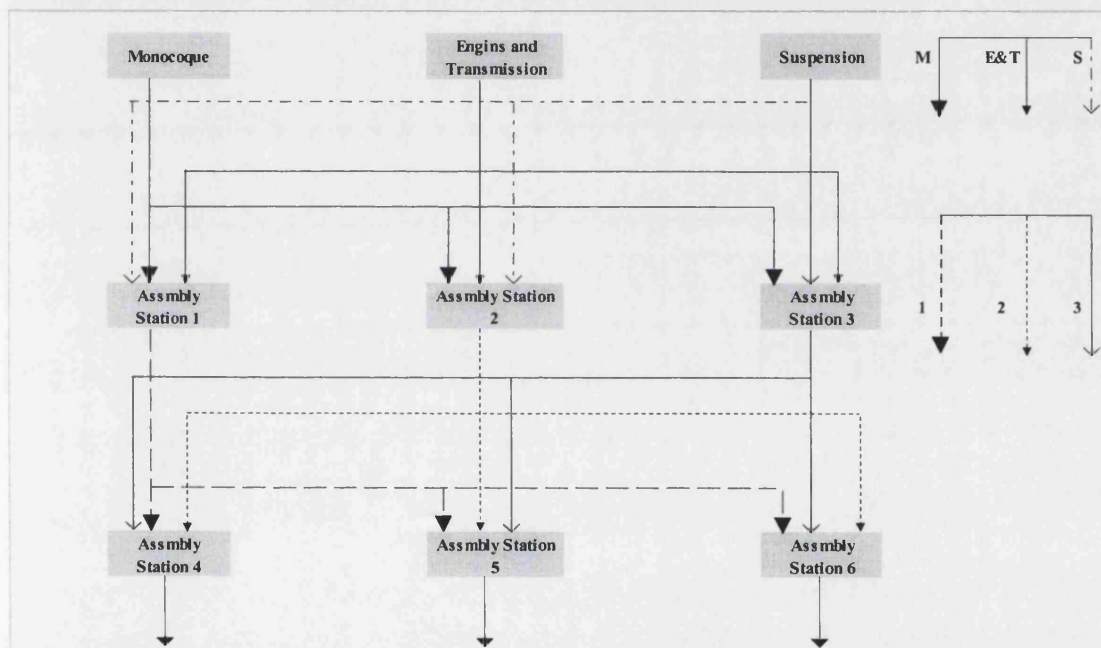 Monocoque
Engins and
Transmission
Suspension
M
E&T
S
Assmbly
Station 1
Assmbly Station
2
Assmbly
Station 3
1
2
3
Assmbly
Station 4
Assmbly Station
5
Assmbly
Station 6